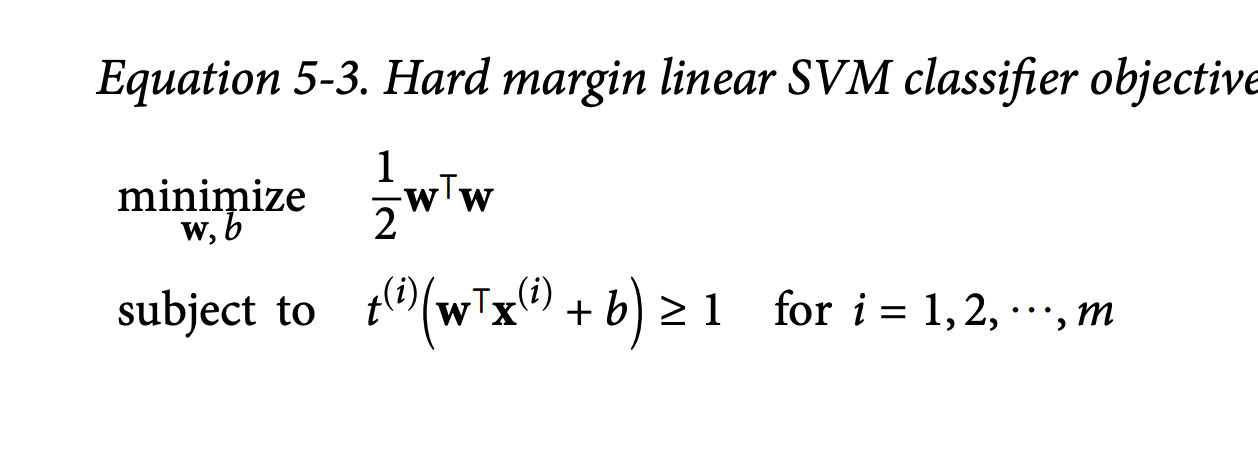 Equation 5-3. Hard margin linear SVM classifier objective
minimize 1/2 𝐰⊺𝐰
𝐰, b
subject to t⁽ⁱ⁾(𝐰⊺𝐱⁽ⁱ⁾ + b) ≥ 1 for i = 1, 2, ⋯, m